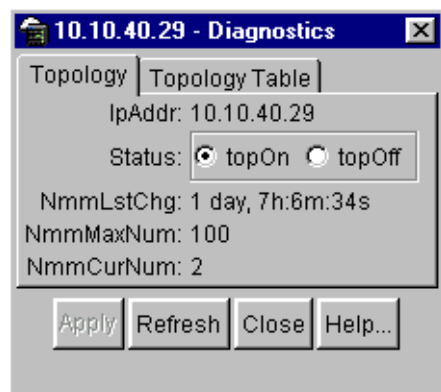 10.10.40.29 - Diagnostics
Topology Topology Table
IpAddr: 10.10.40.29
Status: topOn topOff
NmmLstChg: 1 day, 7h:6m:34s
NmmMaxNum: 100
NmmCurNum: 2
Apply Refresh Close Help...